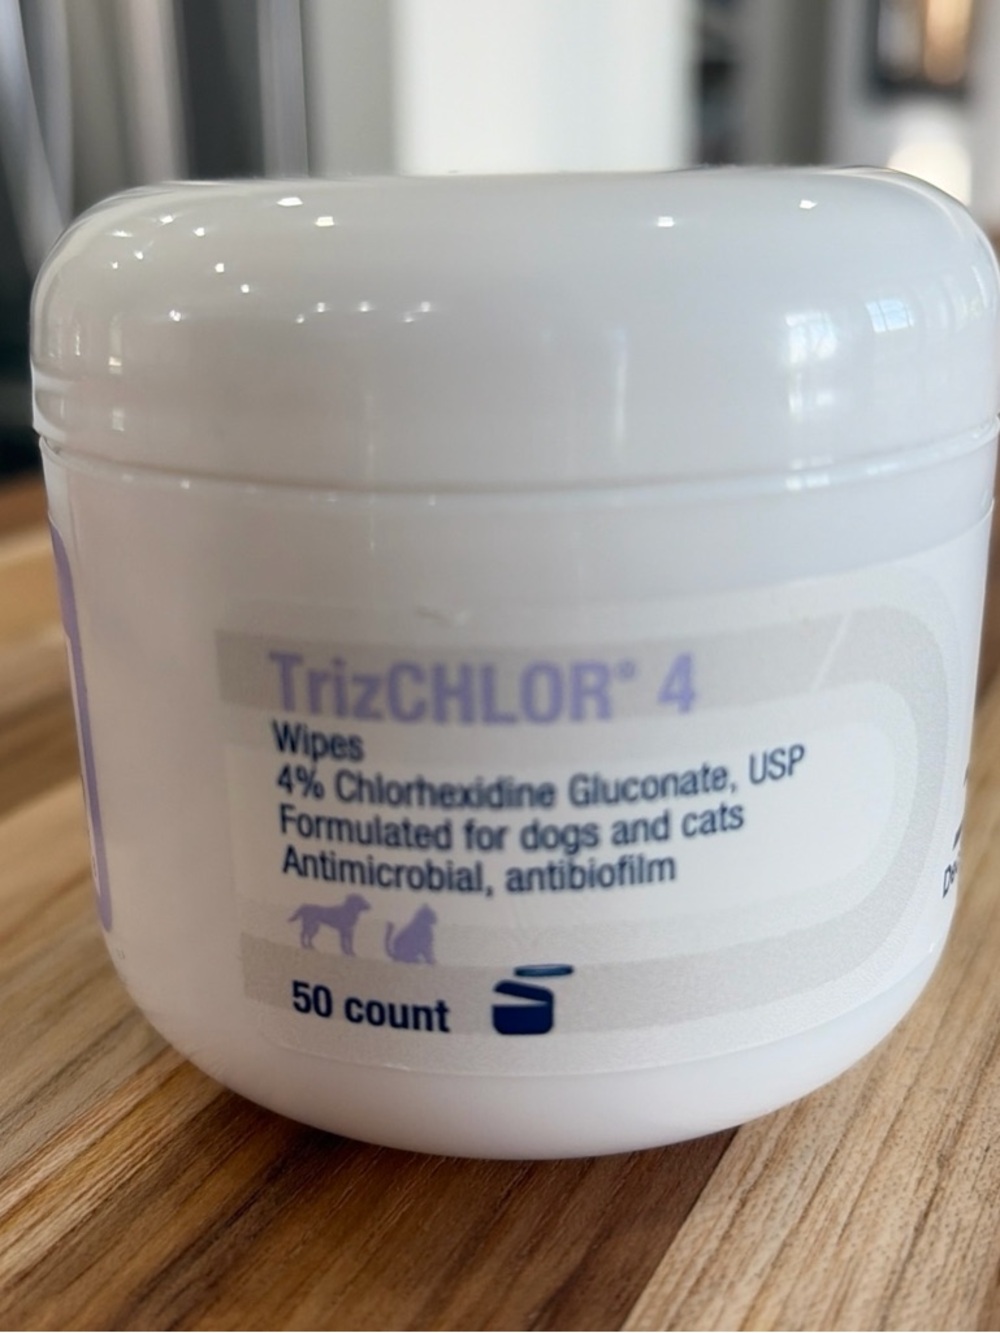 TrizCHLOR® 4
Wipes
4% Chlorhexidine Gluconate, USP
Formulated for dogs and cats
Antimicrobial, antibiofilm
50 count